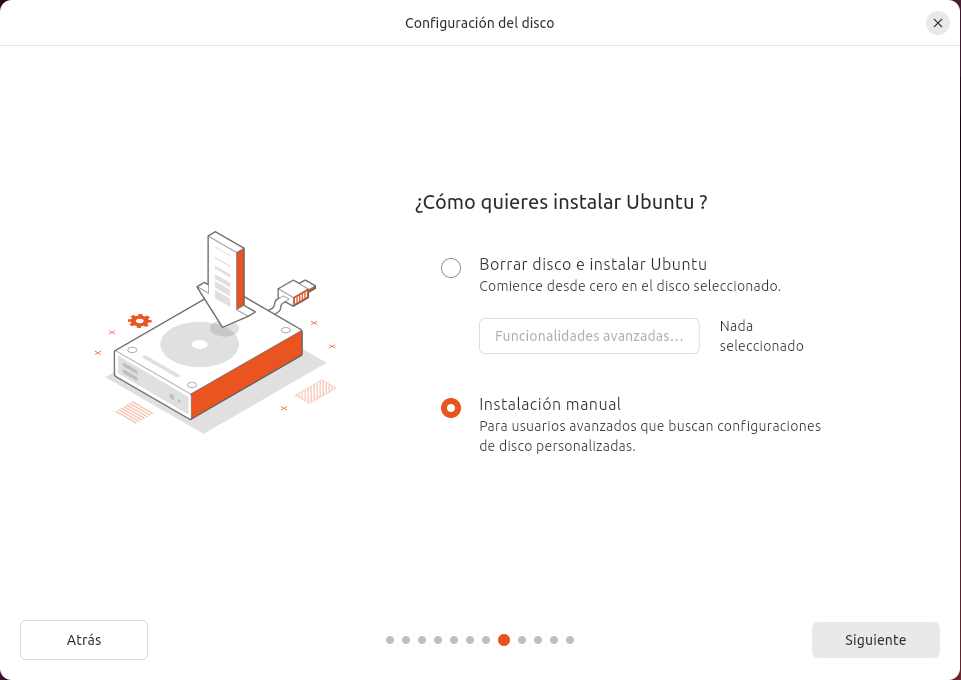 Configuración del disco
¿Cómo quieres instalar Ubuntu ?
Borrar disco e instalar Ubuntu
Comience desde cero en el disco seleccionado.
Funcionalidades avanzadas...
Nada
seleccionado
Instalación manual
Para usuarios avanzados que buscan configuraciones
de disco personalizadas.
Atrás
Siguiente